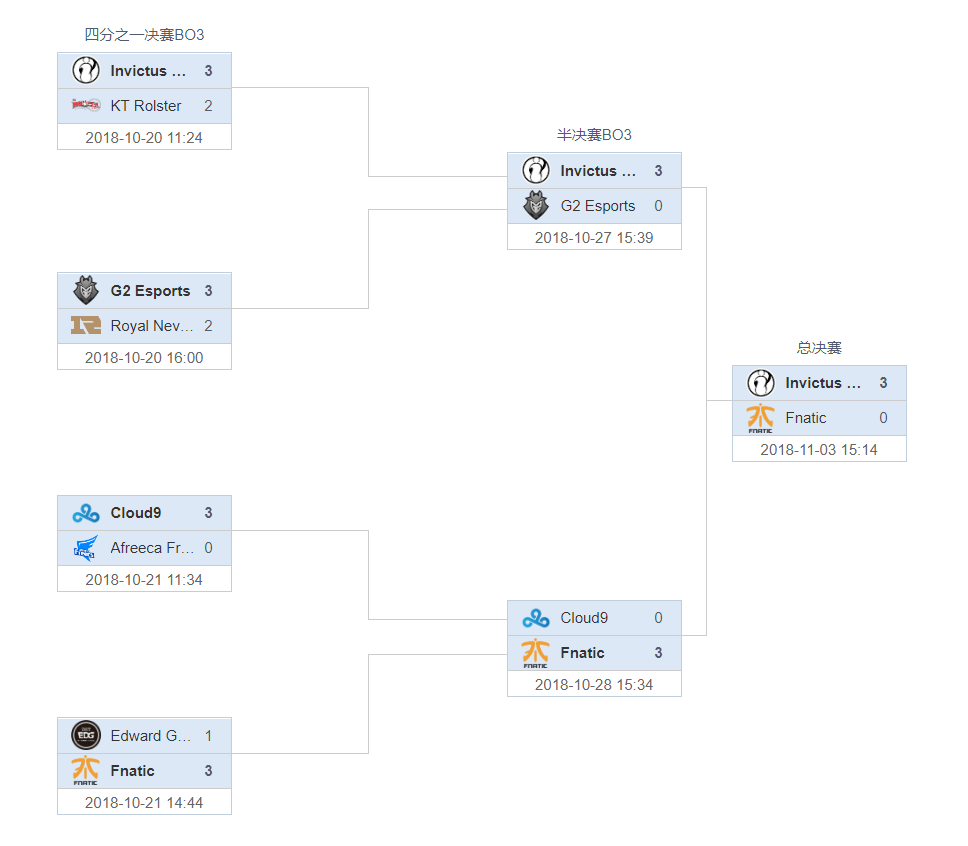 四分之一决赛BO3
Invictus ... 3
KT Rolster 2
2018-10-20 11:24
G2 Esports 3
Royal Nev... 2
2018-10-20 16:00
Cloud9 3
Afreeca Fr... 0
2018-10-21 11:34
EDG
Edward G... 1
FNATIC
Fnatic 3
2018-10-21 14:44
半决赛BO3
Invictus ... 3
G2 Esports 0
2018-10-27 15:39
Cloud9 0
FNATIC
Fnatic 3
2018-10-28 15:34
总决赛
Invictus ... 3
FNATIC
Fnatic 0
2018-11-03 15:14